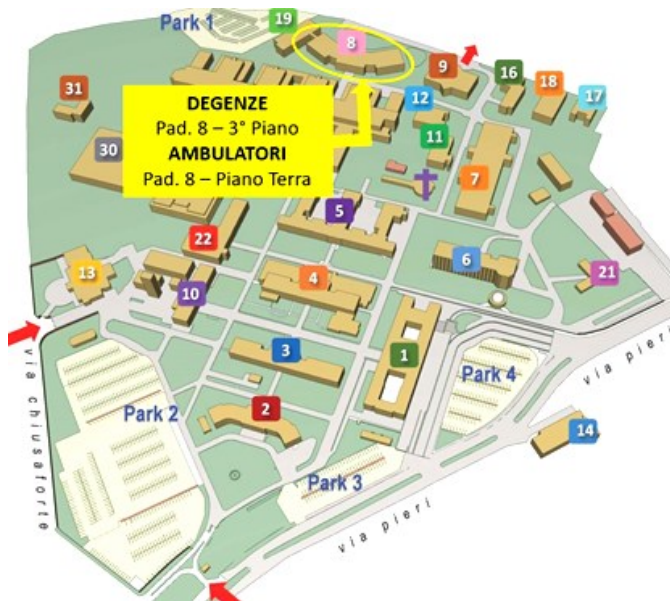 19
Park 1
8
9
16
18
17
31
12
DEGENZE
Pad. 8 – 3° Piano
AMBULATORI
Pad. 8 – Piano Terra
11
30
7
5
22
6
13
21
4
10
3
1
Park 4
via pieri
Park 2
2
14
via chiusaforte
Park 3
via pieri